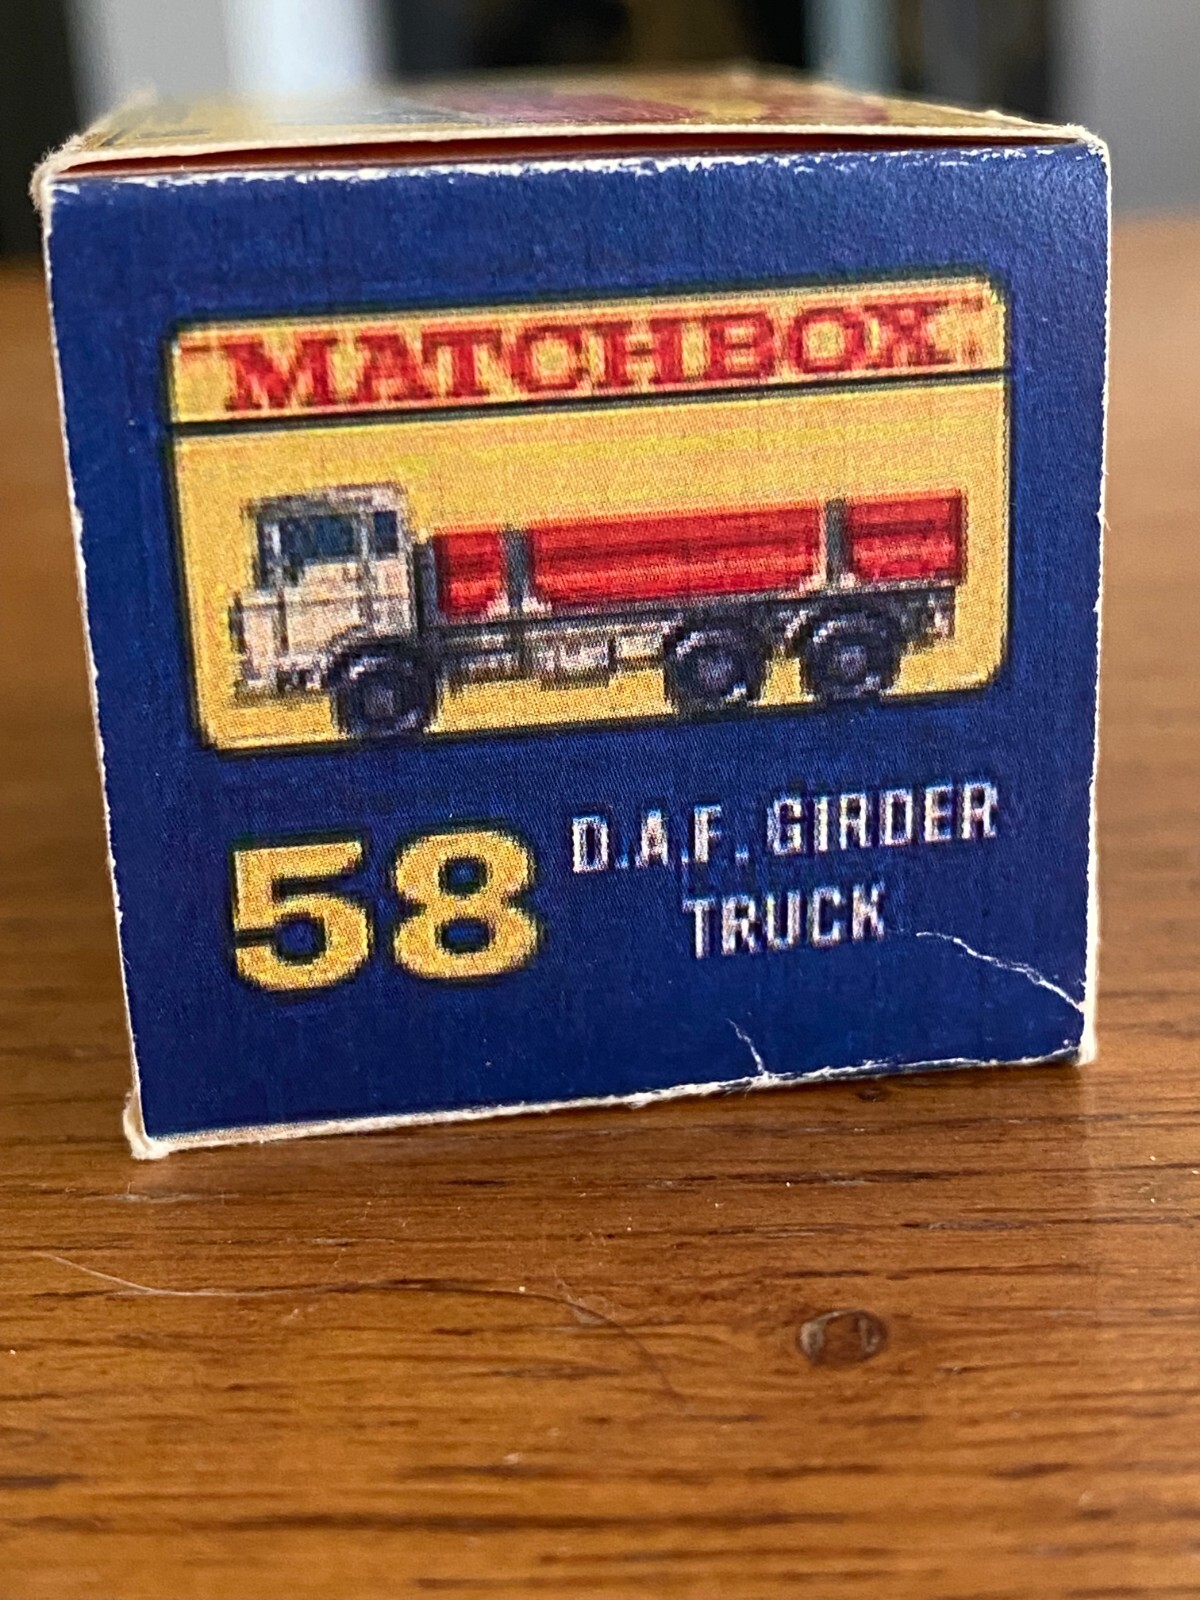 "MATCHBOX"
58
D.A.F. GIRDER
TRUCK